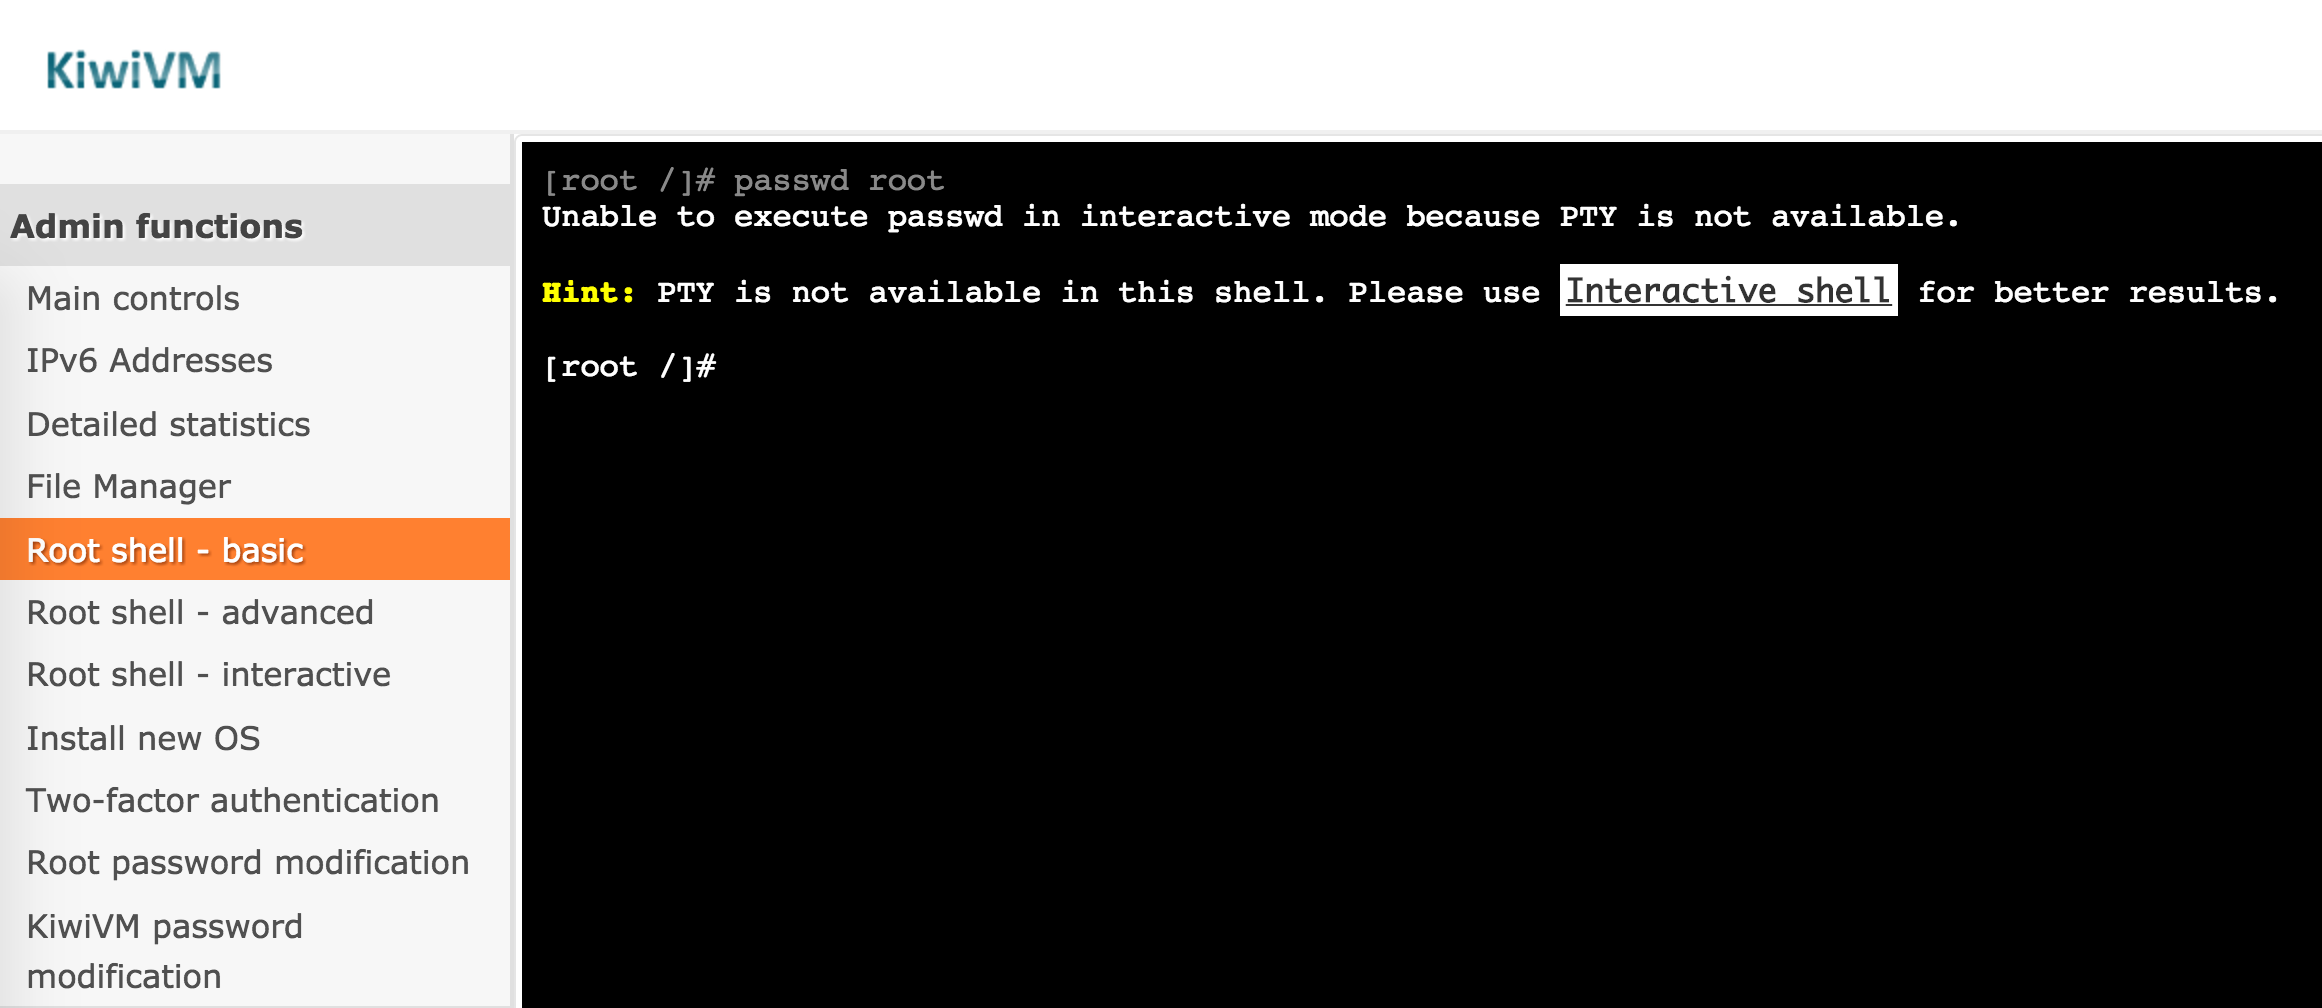 KiwiVM
Admin functions
Main controls
IPv6 Addresses
Detailed statistics
File Manager
Root shell - basic
Root shell - advanced
Root shell - interactive
Install new OS
Two-factor authentication
Root password modification
KiwiVM password
modification
[root /]# passwd root
Unable to execute passwd in interactive mode because PTY is not available.
Hint: PTY is not available in this shell. Please use Interactive shell for better results.
[root /]#